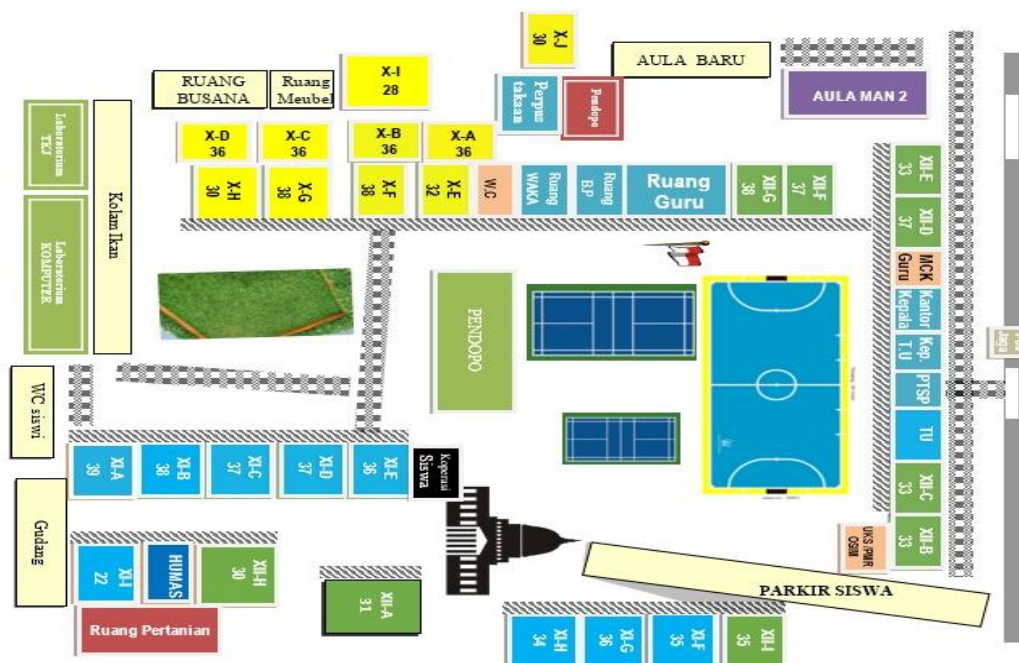 X-J
30
AULA BARU
RUANG
BUSANA
Ruang
Meubel
X-I
28
Perpus
takaan
Pendopo
AULA MAN 2
Laboratorium
TKJ
Kolam Ikan
X-D
36
X-C
36
X-B
36
X-A
36
X-H
30
X-G
38
X-F
38
X-E
32
W.C
Ruang
WAKA
Ruang
B.P
Ruang
Guru
XII-G
38
XII-F
37
XII-E
33
XII-D
37
MCK
Guru
Kantor
Kepala
Kep.
T.U
PTSP
TU
XII-C
33
XII-B
33
Jaga
Laboratorium
KOMPUTER
PENDOPO
WC siswi
XI-A
39
XI-B
38
XI-C
37
XI-D
37
XI-E
36
Koperasi
Siswa
UKS/PMR
OSIM
Gudang
XI-I
22
HUMAS
XII-H
30
XII-A
31
PARKIR SISWA
Ruang Pertanian
XI-H
34
XI-G
36
XI-F
35
XII-I
35